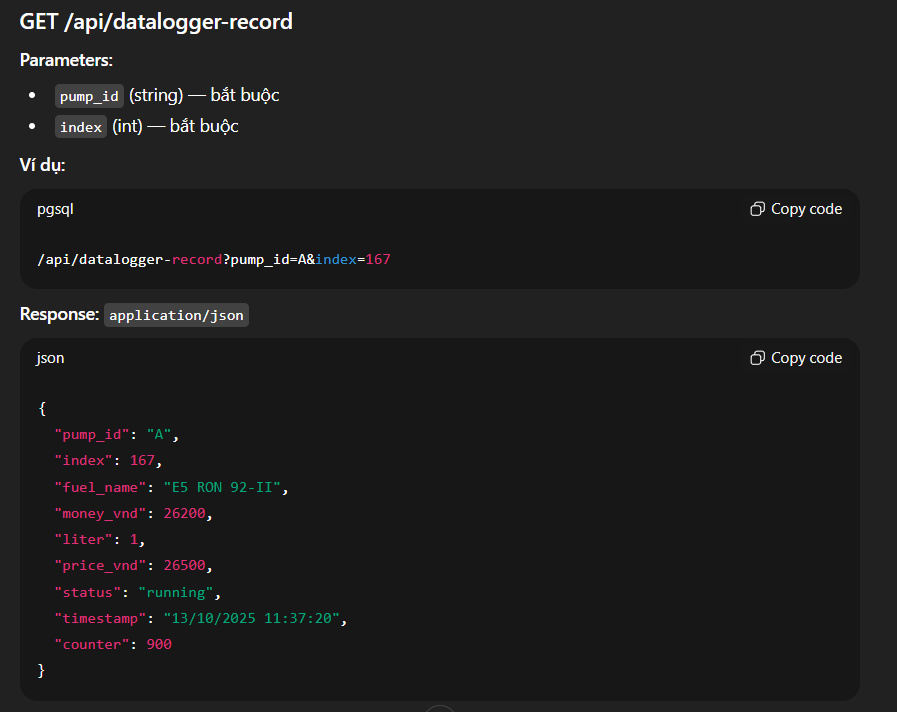 GET /api/datalogger-record
Parameters:
• pump_id (string) — bắt buộc
• index (int) — bắt buộc
Ví dụ:
pgsql Copy code
/api/datalogger-record?pump_id=A&index=167
Response: application/json
json Copy code
{
"pump_id": "A",
"index": 167,
"fuel_name": "E5 RON 92-II",
"money_vnd": 26200,
"liter": 1,
"price_vnd": 26500,
"status": "running",
"timestamp": "13/10/2025 11:37:20",
"counter": 900
}